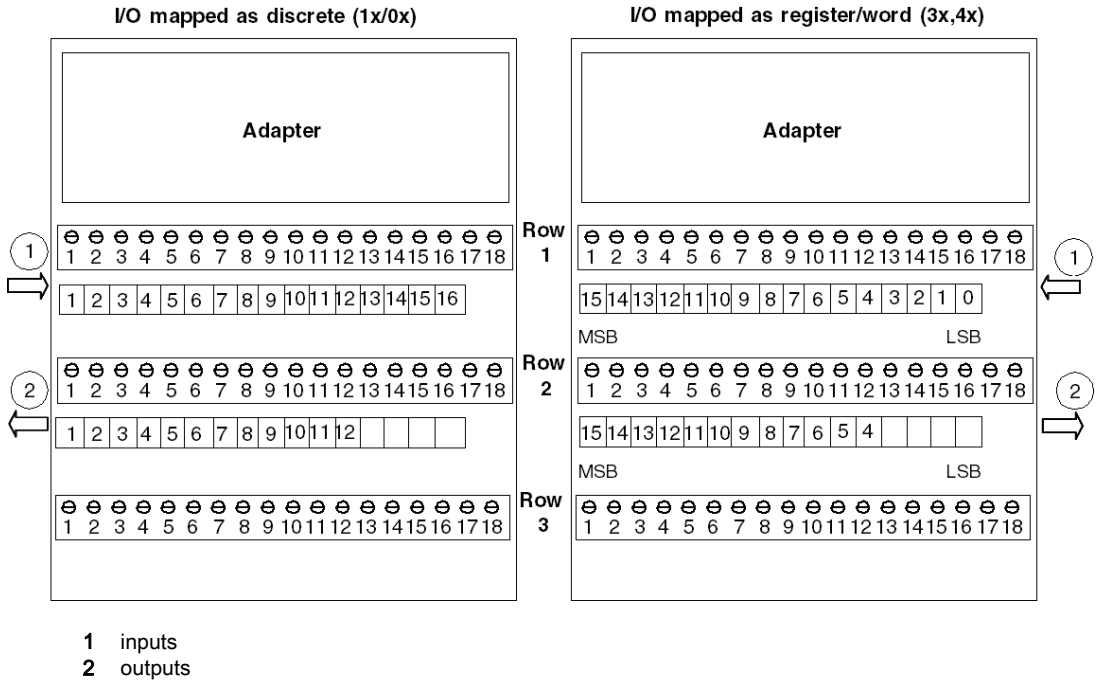 I/O mapped as discrete (1x/0x) I/O mapped as register/word (3x,4x)
Adapter Adapter
Row 1
1 1 2 3 4 5 6 7 8 9 10 11 12 13 14 15 16 17 18
1 2 3 4 5 6 7 8 9 10 11 12 13 14 15 16 17 18 1
1 2 3 4 5 6 7 8 9 10 11 12 13 14 15 16
15 14 13 12 11 10 9 8 7 6 5 4 3 2 1 0
MSB LSB
Row 2
2 1 2 3 4 5 6 7 8 9 10 11 12 13 14 15 16 17 18
1 2 3 4 5 6 7 8 9 10 11 12 13 14 15 16 17 18 2
1 2 3 4 5 6 7 8 9 10 11 12
15 14 13 12 11 10 9 8 7 6 5 4
MSB LSB
Row 3
1 2 3 4 5 6 7 8 9 10 11 12 13 14 15 16 17 18
1 2 3 4 5 6 7 8 9 10 11 12 13 14 15 16 17 18
1 inputs
2 outputs